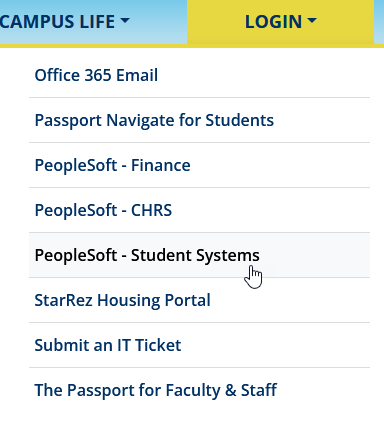 CAMPUS LIFE LOGIN
Office 365 Email
Passport Navigate for Students
PeopleSoft - Finance
PeopleSoft - CHRS
PeopleSoft - Student Systems
StarRez Housing Portal
Submit an IT Ticket
The Passport for Faculty & Staff